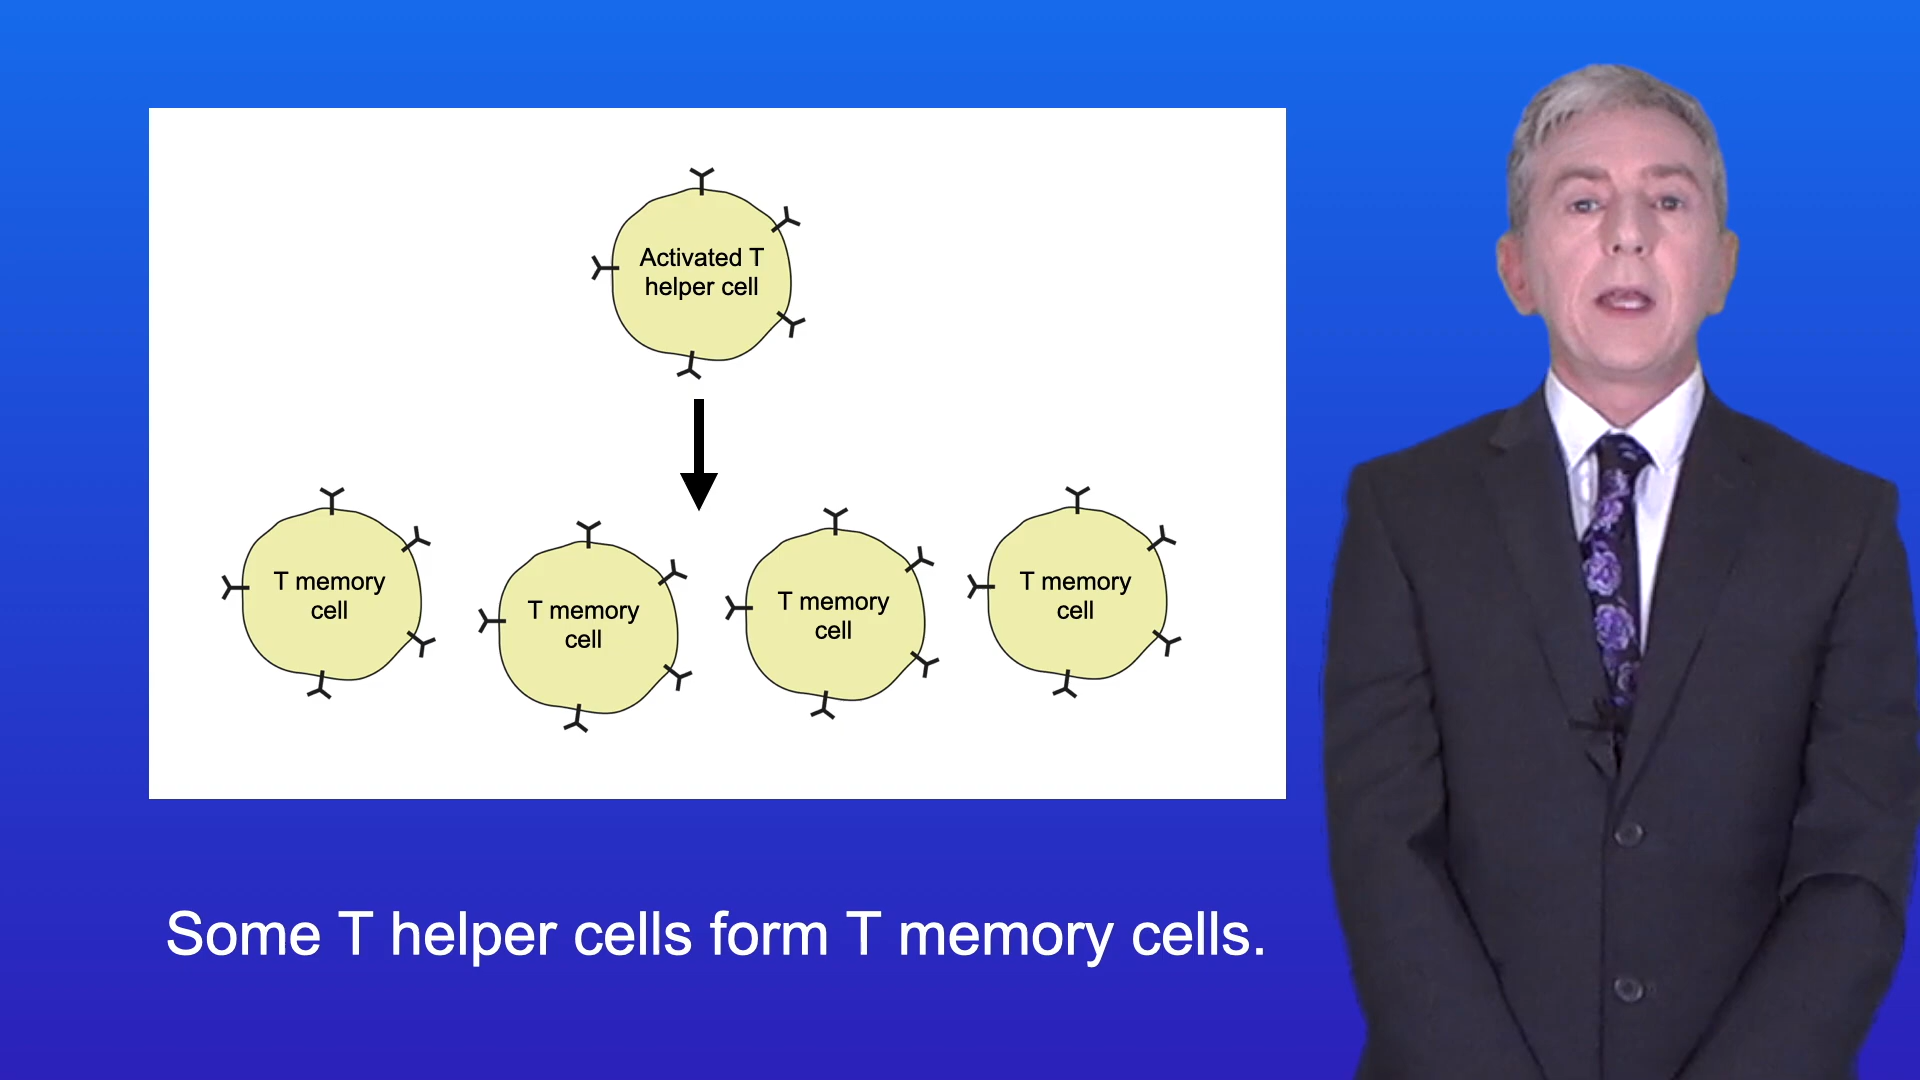 Activated T
helper cell
T memory
cell
T memory
cell
T memory
cell
T memory
cell
Some T helper cells form T memory cells.